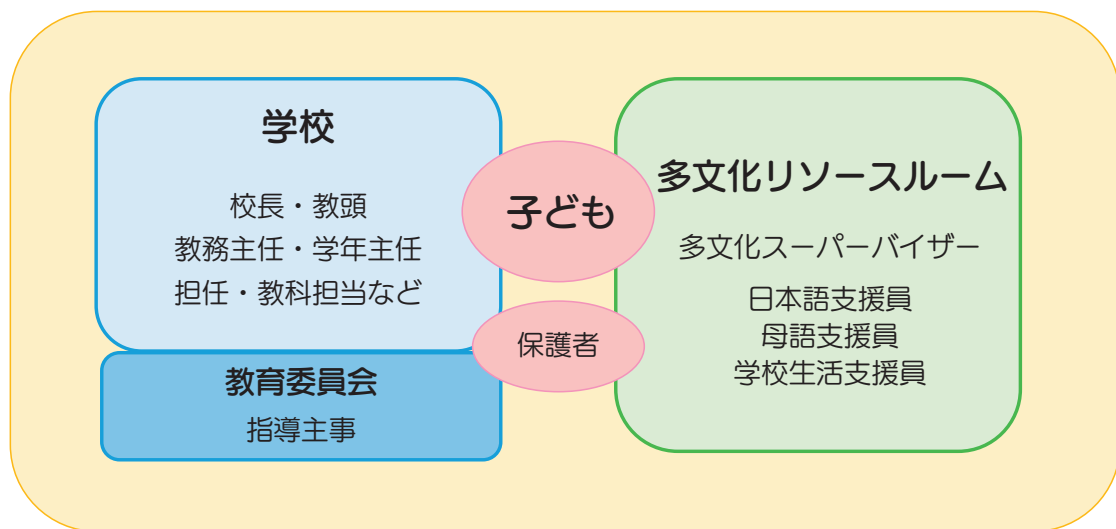 学校
校長・教頭
教務主任・学年主任
担任・教科担当など
教育委員会
指導主事
子ども
保護者
多文化リソースルーム
多文化スーパーバイザー
日本語支援員
母語支援員
学校生活支援員